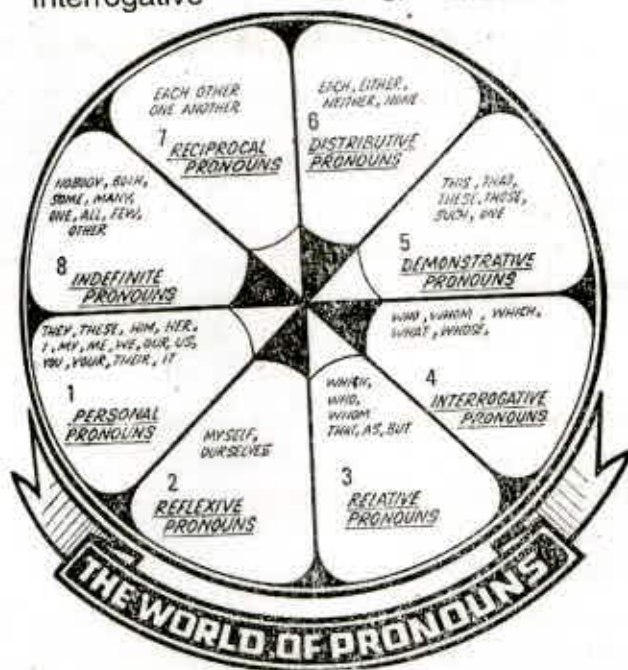 Interrogative
EACH OTHER
ONE ANOTHER
7 RECIPROCAL
PRONOUNS
EACH, EITHER,
NEITHER, NONE
6
DISTRIBUTIVE
PRONOUNS
NOBODY, BOTH,
SOME, MANY,
ONE, ALL, FEW,
OTHER
8 INDEFINITE
PRONOUNS
THIS, THAT,
THESE, THOSE,
SUCH, ONE
5
DEMONSTRATIVE
PRONOUNS
THEY, THESE, HIM, HER,
I, MY, ME, WE, OUR, US,
YOU, YOUR, THEIR, IT
1
PERSONAL
PRONOUNS
MYSELF,
OURSELVES
2
REFLEXIVE
PRONOUNS
WHICH,
WHO,
WHOM
THAT, AS, BUT
3
RELATIVE
PRONOUNS
WHO, WHOM, WHICH,
WHAT, WHOSE,
4
INTERROGATIVE
PRONOUNS
THE WORLD OF PRONOUNS